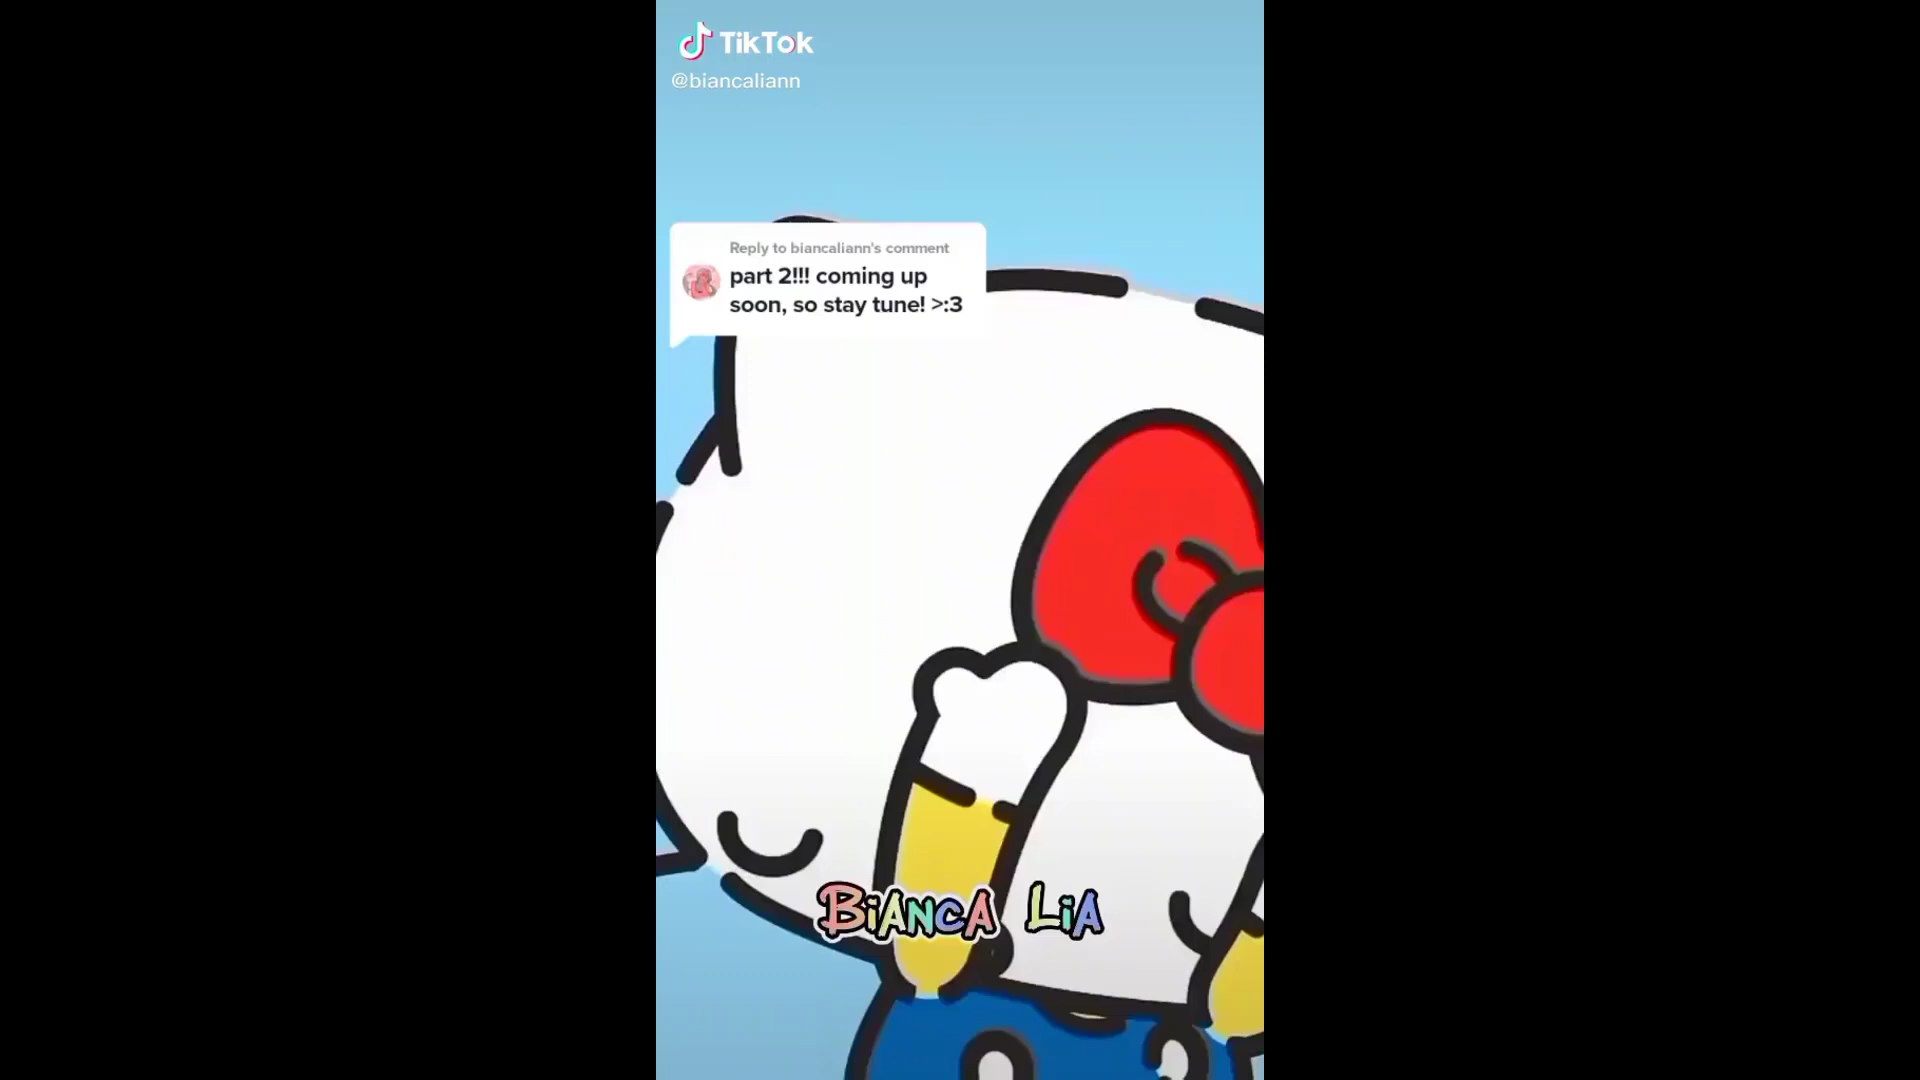 TikTok
@biancaliann
Reply to biancaliann's comment
part 2!!! coming up
soon, so stay tune! >:3
BiANCA LiA